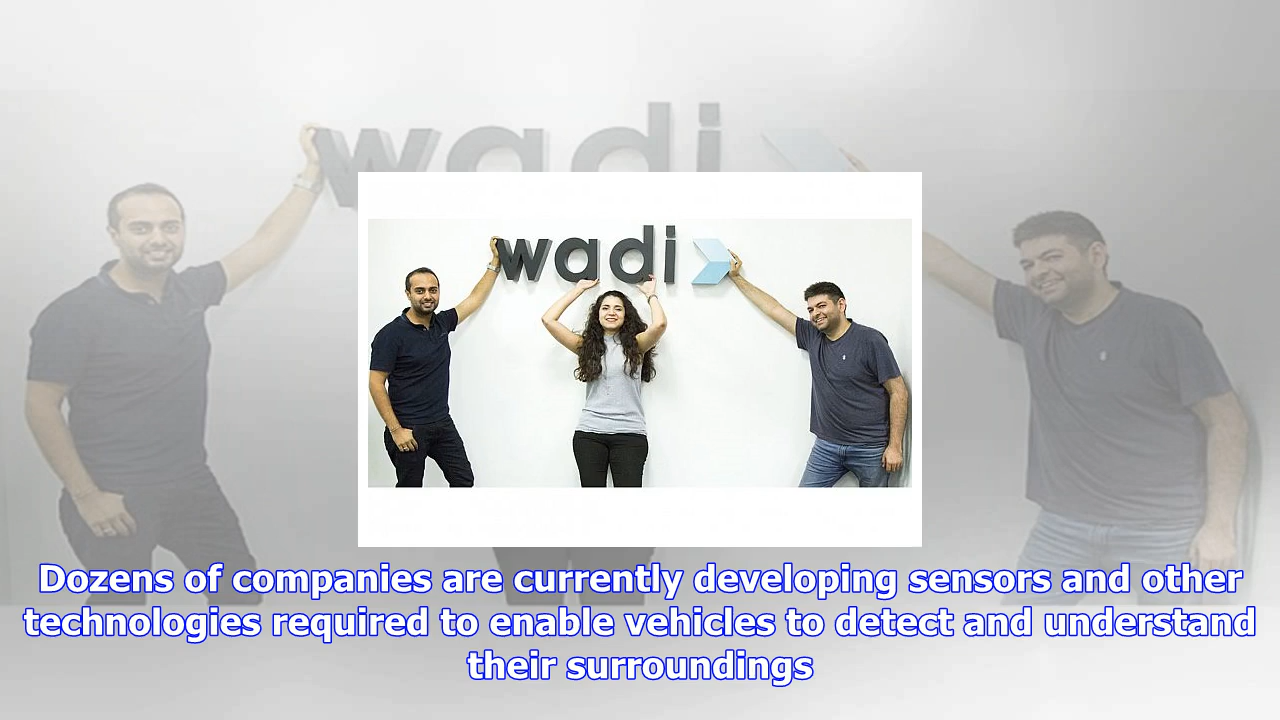 wadi
Dozens of companies are currently developing sensors and other
technologies required to enable vehicles to detect and understand
their surroundings